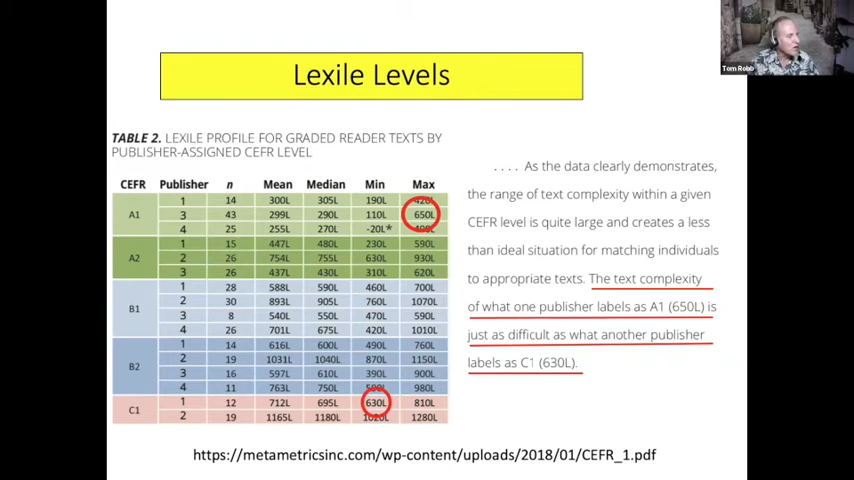 Tom Robb
Lexile Levels
TABLE 2. LEXILE PROFILE FOR GRADED READER TEXTS BY
PUBLISHER-ASSIGNED CEFR LEVEL
CEFR Publisher n Mean Median Min Max
A1
1 14 300L 305L 190L 420L
3 43 299L 290L 110L 650L
4 25 255L 270L -20L*
A2
1 15 447L 480L 230L 590L
2 26 754L 755L 630L 930L
3 26 437L 430L 310L 620L
B1
1 28 588L 590L 460L 700L
2 30 893L 905L 760L 1070L
3 8 540L 550L 470L 590L
4 26 701L 675L 420L 1010L
B2
1 14 616L 600L 490L 760L
2 19 1031L 1040L 870L 1150L
3 16 597L 610L 390L 900L
4 11 763L 750L 590L 980L
C1
1 12 712L 695L 630L 810L
2 19 1165L 1180L 1020L 1280L
. . . . As the data clearly demonstrates,
the range of text complexity within a given
CEFR level is quite large and creates a less
than ideal situation for matching individuals
to appropriate texts. The text complexity
of what one publisher labels as A1 (650L) is
just as difficult as what another publisher
labels as C1 (630L).
https://metametricsinc.com/wp-content/uploads/2018/01/CEFR_1.pdf